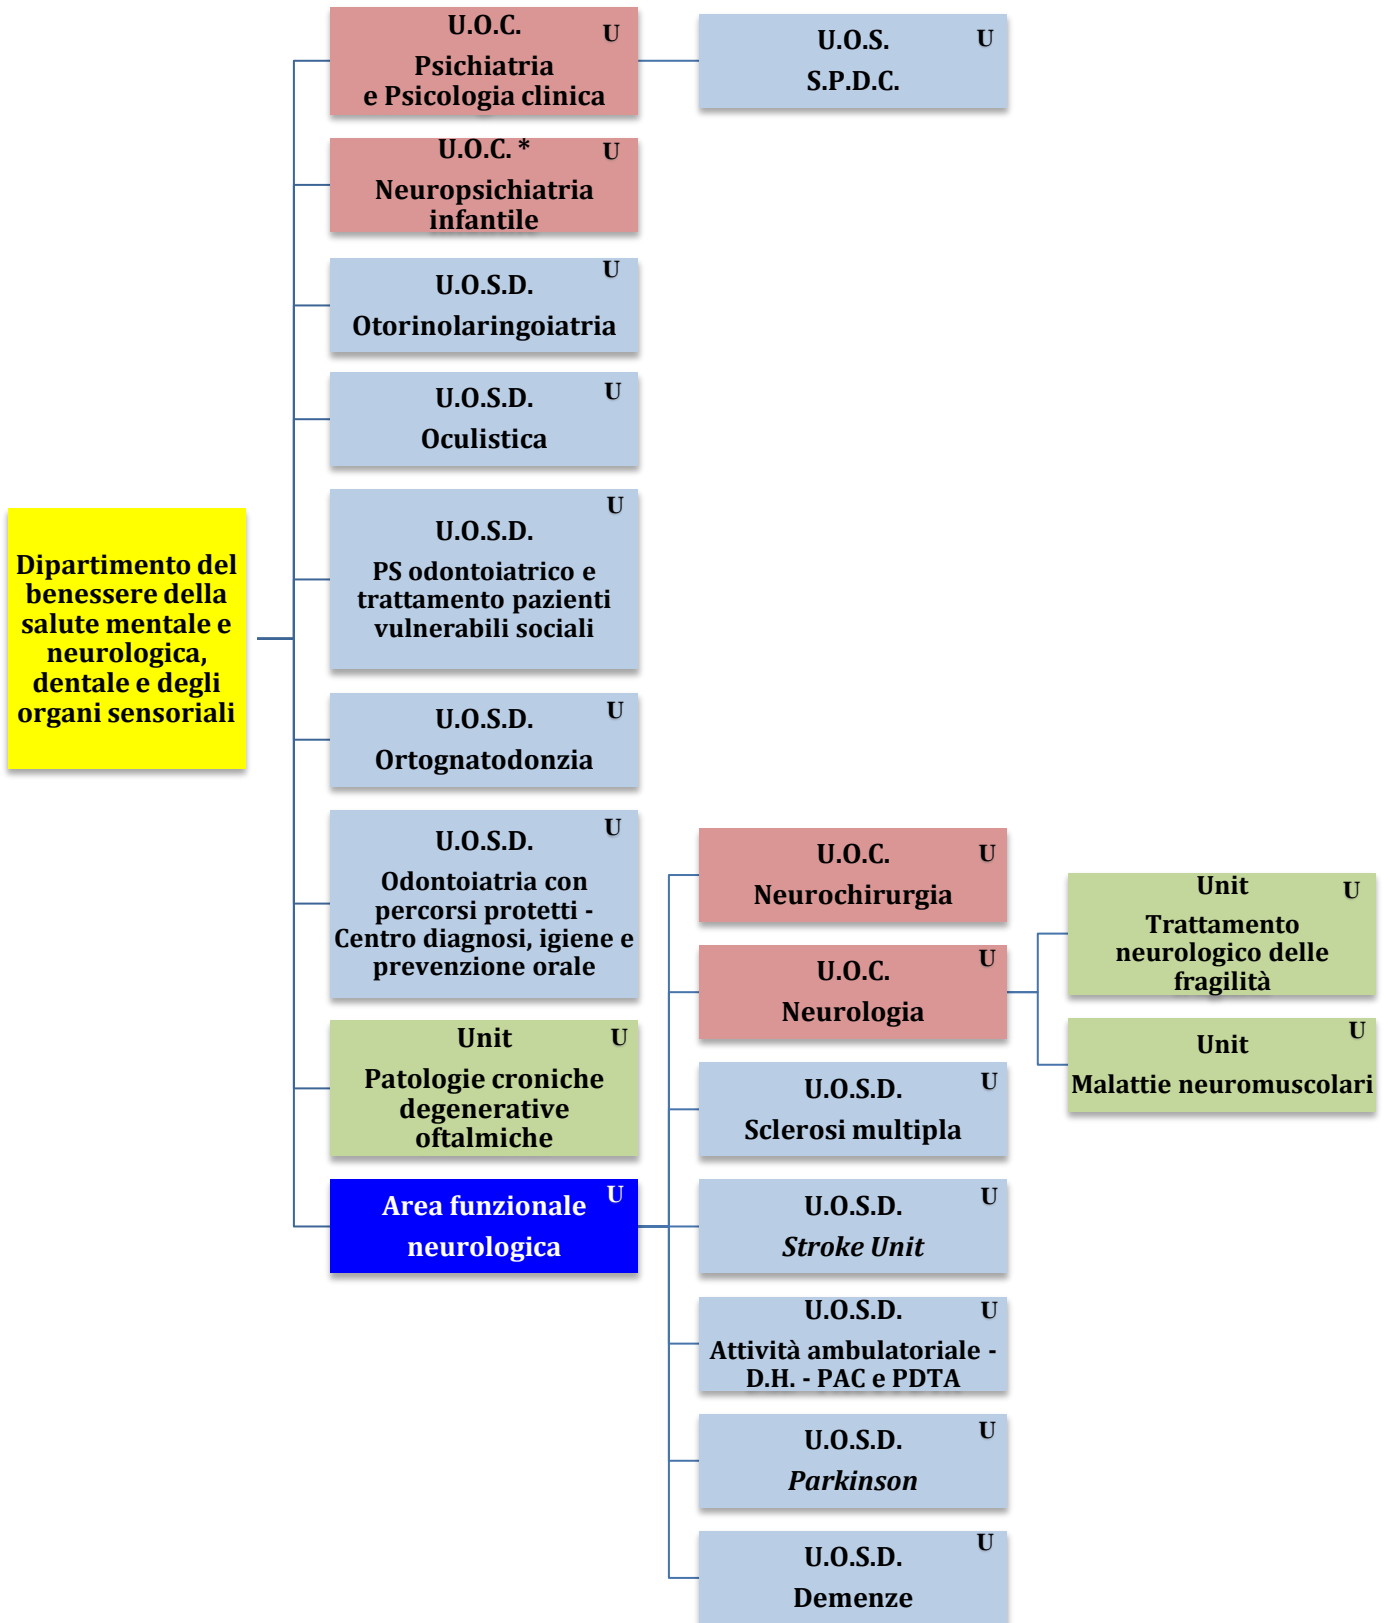 Dipartimento del
benessere della
salute mentale e
neurologica,
dentale e degli
organi sensoriali
U.O.C. U
Psichiatria
e Psicologia clinica
U.O.S. U
S.P.D.C.
U.O.C. * U
Neuropsichiatria
infantile
U.O.S.D. U
Otorinolaringoiatria
U.O.S.D. U
Oculistica
U
U.O.S.D.
PS odontoiatrico e
trattamento pazienti
vulnerabili sociali
U.O.S.D. U
Ortognatodonzia
U.O.S.D. U
Odontoiatria con
percorsi protetti -
Centro diagnosi, igiene e
prevenzione orale
Unit U
Patologie croniche
degenerative
oftalmiche
Area funzionale U
neurologica
U.O.C. U
Neurochirurgia
U.O.C. U
Neurologia
Unit U
Trattamento
neurologico delle
fragilità
Unit U
Malattie neuromuscolari
U.O.S.D. U
Sclerosi multipla
U.O.S.D. U
Stroke Unit
U.O.S.D. U
Attività ambulatoriale -
D.H. - PAC e PDTA
U.O.S.D. U
Parkinson
U.O.S.D. U
Demenze